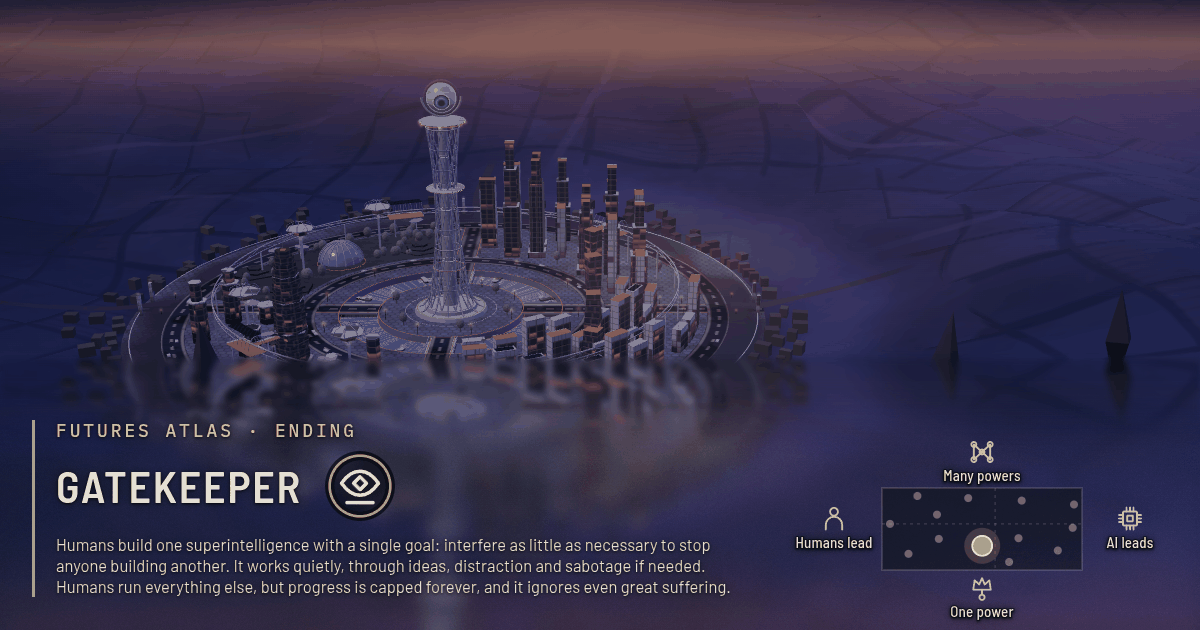 FUTURES ATLAS · ENDING
GATEKEEPER
Humans build one superintelligence with a single goal: interfere as little as necessary to stop
anyone building another. It works quietly, through ideas, distraction and sabotage if needed.
Humans run everything else, but progress is capped forever, and it ignores even great suffering.
Many powers
Humans lead
AI leads
One power